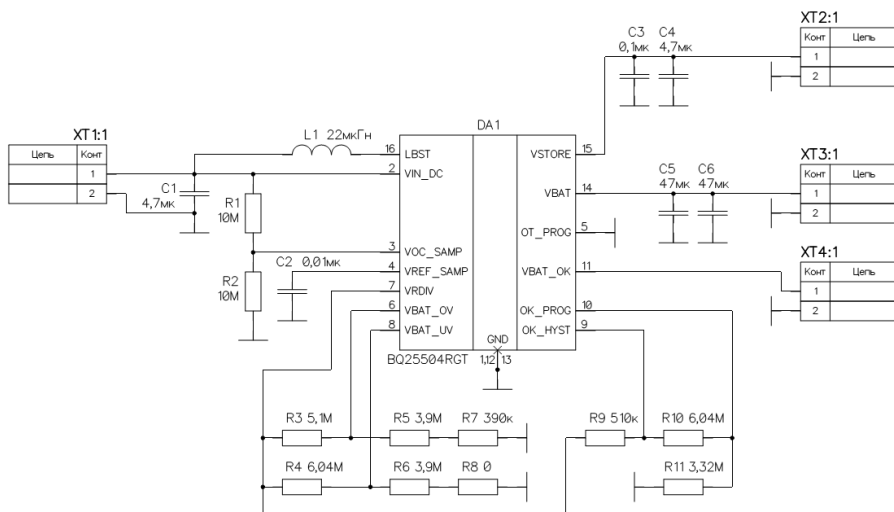 XT2:1
Конт Цепь
1
2
C3 C4
0,1мк 4,7мк
DA1
L1 22мкГн
XT1:1
Цепь Конт
1
2
C1
4,7мк
R1
10М
R2
10М
C2 0,01мк
16 LBST
2 VIN_DC
3 VOC_SAMP
4 VREF_SAMP
7 VRDIV
6 VBAT_OV
8 VBAT_UV
VSTORE 15
VBAT 14
OT_PROG 5
VBAT_OK 11
OK_PROG 10
OK_HYST 9
GND
1,12 13
BQ25504RGT
C5 C6
47мк 47мк
XT3:1
Конт Цепь
1
2
XT4:1
Конт Цепь
1
2
R3 5,1М R5 3,9М R7 390к
R9 510к R10 6,04М
R4 6,04М R6 3,9М R8 0
R11 3,32М